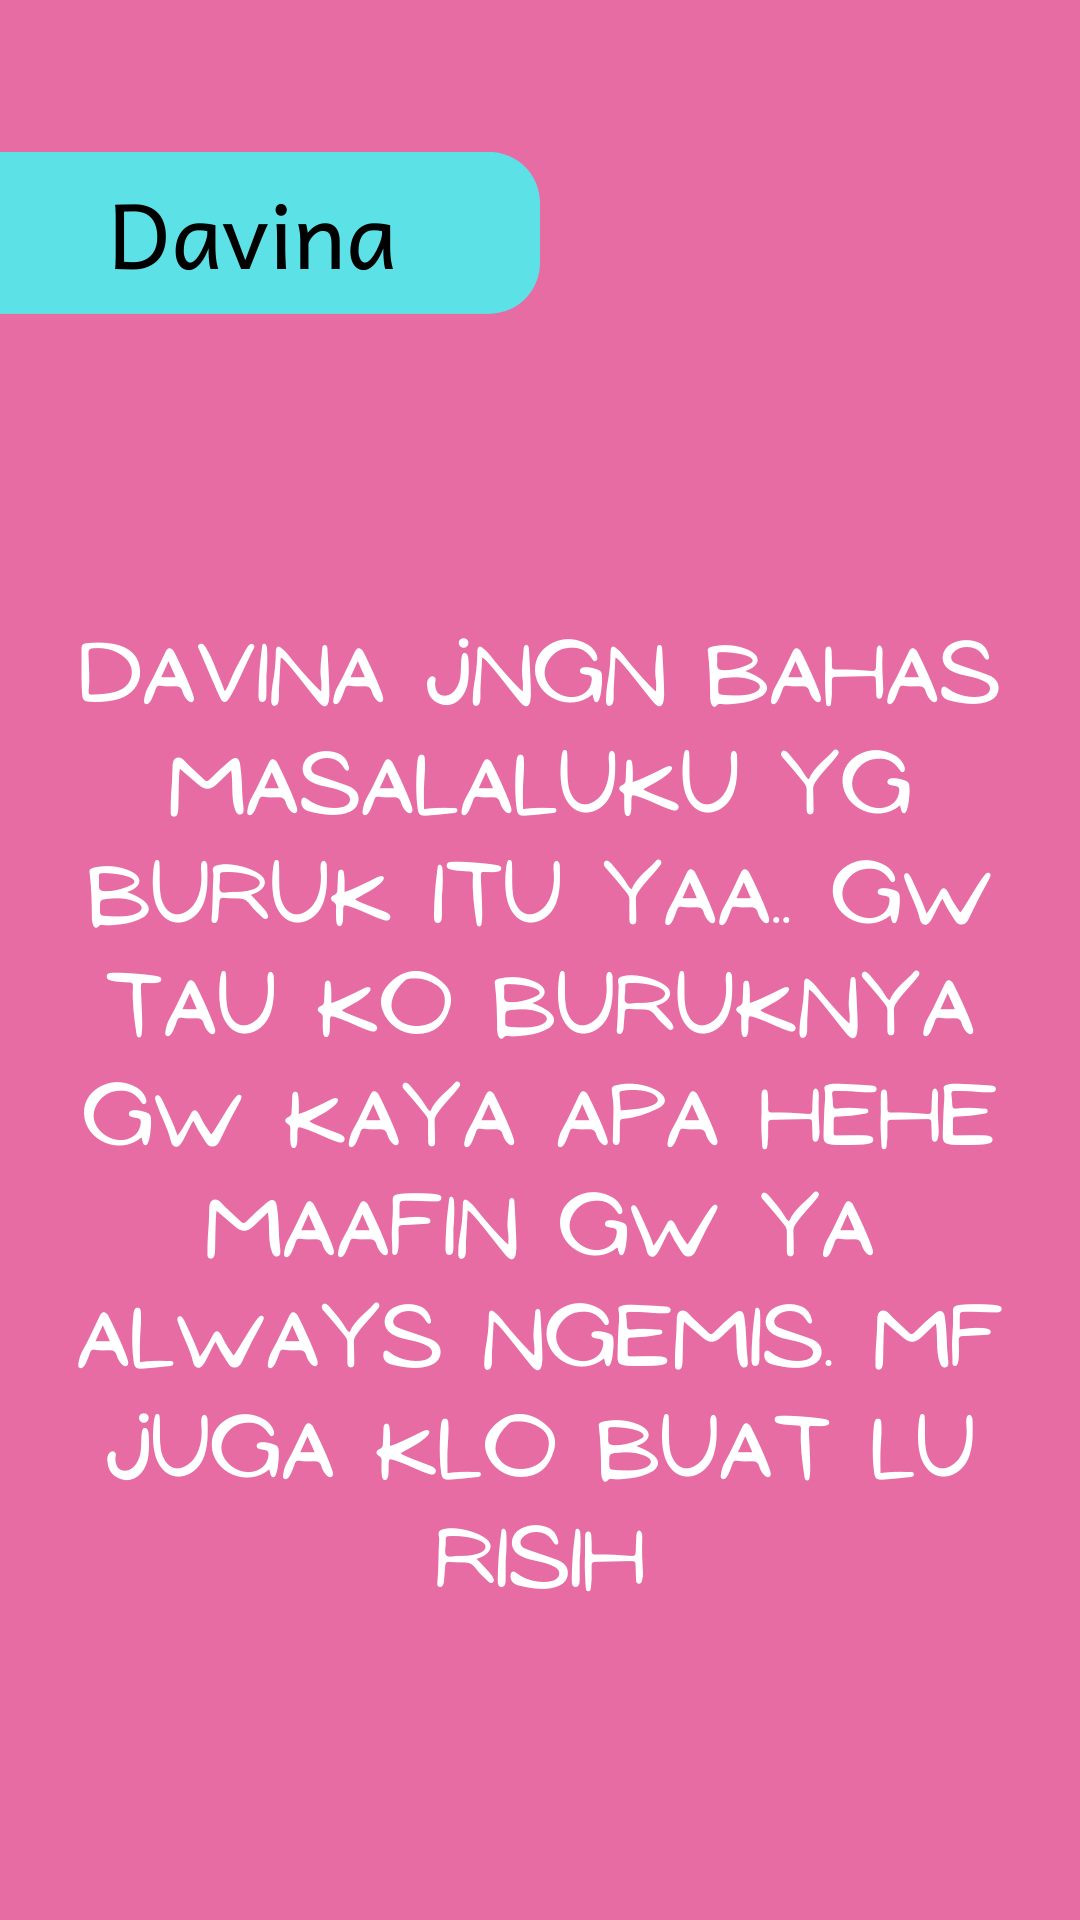 Davina
DAVINA JNGN BAHAS
MASALALUKU YG
BURUK ITU YAA.. GW
TAU KO BURUKNYA
GW KAYA APA HEHE
MAAFIN GW YA
ALWAYS NGEMIS. MF
JUGA KLO BUAT LU
RISIH